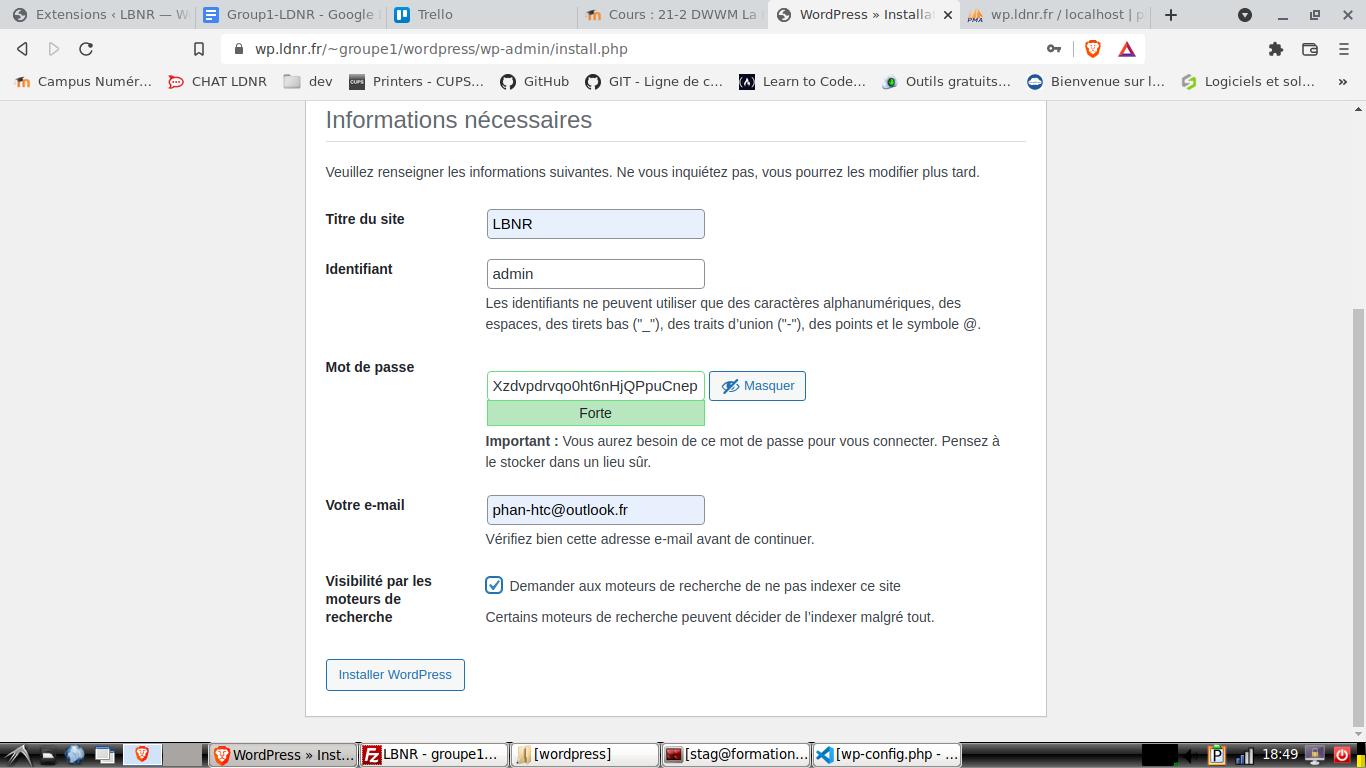 Extensions ‹ LBNR — W
Group1-LDNR - Google
Trello
Cours : 21-2 DWWM La
WordPress » Installa
wp.ldnr.fr / localhost | p
wp.ldnr.fr/~groupe1/wordpress/wp-admin/install.php
Campus Numér…
CHAT LDNR
dev
Printers - CUPS…
GitHub
GIT - Ligne de c…
Learn to Code…
Outils gratuits…
Bienvenue sur l…
Logiciels et sol…
»
Informations nécessaires
Veuillez renseigner les informations suivantes. Ne vous inquiétez pas, vous pourrez les modifier plus tard.
Titre du site
LBNR
Identifiant
admin
Les identifiants ne peuvent utiliser que des caractères alphanumériques, des
espaces, des tirets bas ("_"), des traits d’union ("-"), des points et le symbole @.
Mot de passe
Xzdvpdrvqo0ht6nHjQPpuCnep
Masquer
Forte
Important : Vous aurez besoin de ce mot de passe pour vous connecter. Pensez à
le stocker dans un lieu sûr.
Votre e-mail
phan-htc@outlook.fr
Vérifiez bien cette adresse e-mail avant de continuer.
Visibilité par les
moteurs de
recherche
Demander aux moteurs de recherche de ne pas indexer ce site
Certains moteurs de recherche peuvent décider de l’indexer malgré tout.
Installer WordPress
WordPress » Inst…
LBNR - groupe1…
[wordpress]
[stag@formation…
[wp-config.php - …
18:49